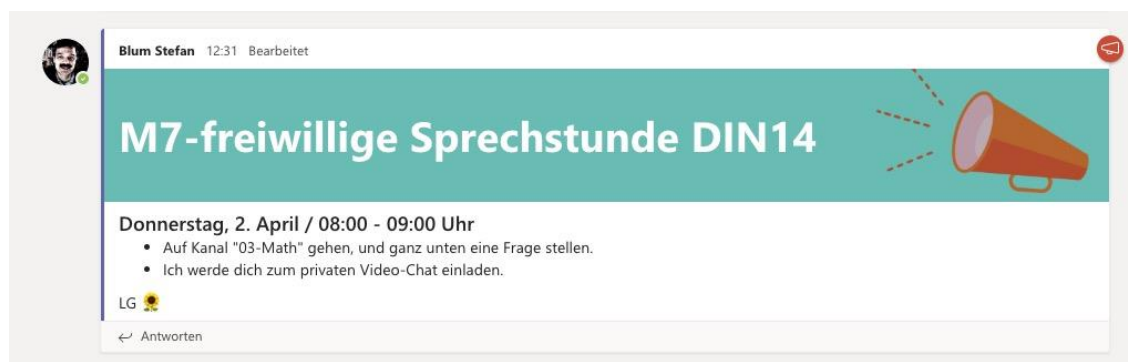 Blum Stefan 12:31 Bearbeitet
M7-freiwillige Sprechstunde DIN14
Donnerstag, 2. April / 08:00 - 09:00 Uhr
• Auf Kanal "03-Math" gehen, und ganz unten eine Frage stellen.
• Ich werde dich zum privaten Video-Chat einladen.
LG 🌻
Antworten